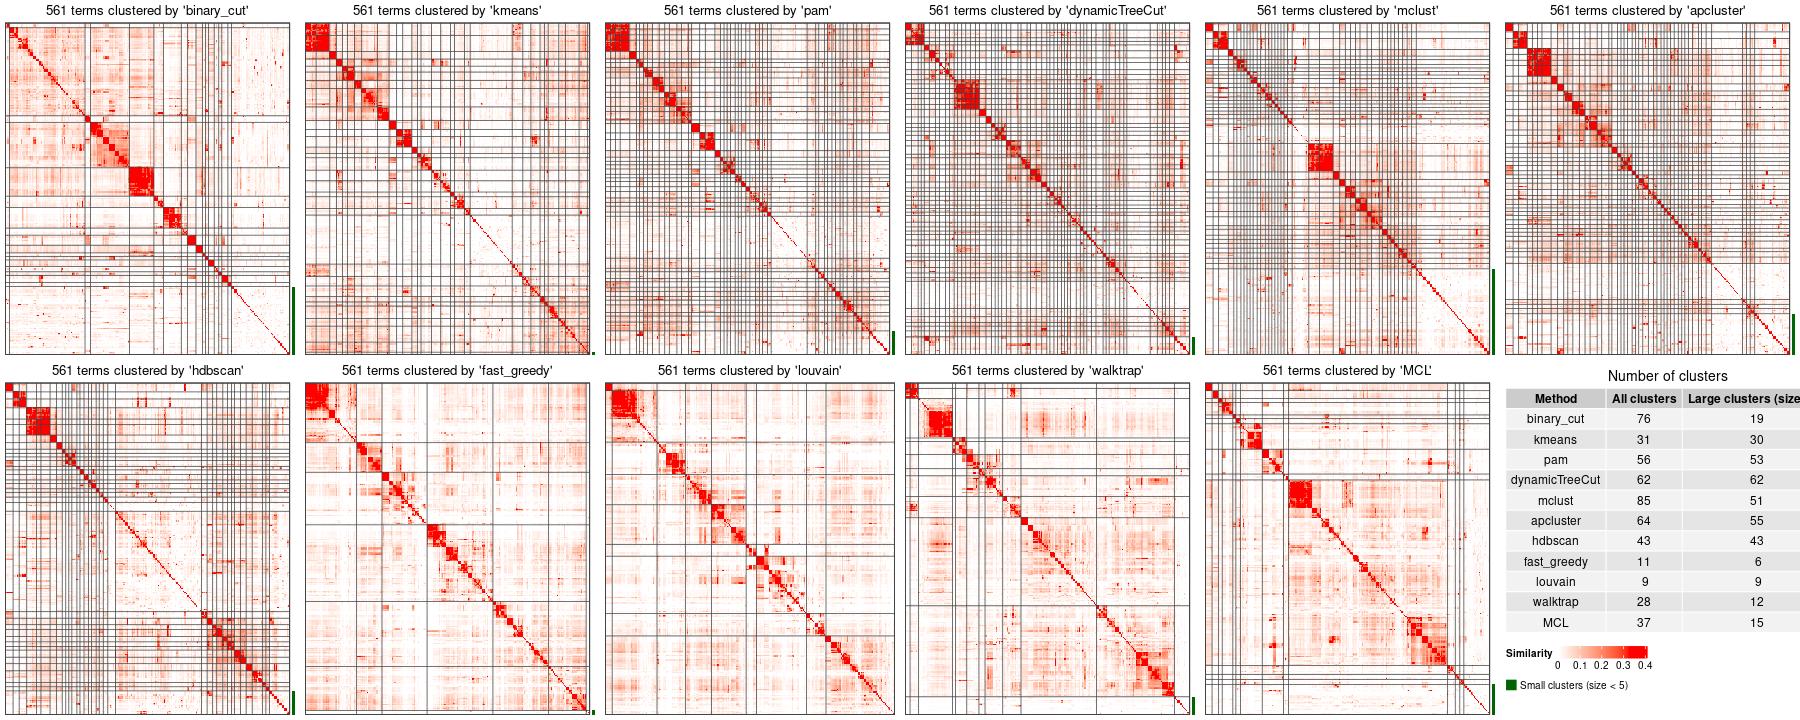 561 terms clustered by 'binary_cut'
561 terms clustered by 'kmeans'
561 terms clustered by 'pam'
561 terms clustered by 'dynamicTreeCut'
561 terms clustered by 'mclust'
561 terms clustered by 'apcluster'
561 terms clustered by 'hdbscan'
561 terms clustered by 'fast_greedy'
561 terms clustered by 'louvain'
561 terms clustered by 'walktrap'
561 terms clustered by 'MCL'
Number of clusters
Method All clusters Large clusters (size
binary_cut 76 19
kmeans 31 30
pam 56 53
dynamicTreeCut 62 62
mclust 85 51
apcluster 64 55
hdbscan 43 43
fast_greedy 11 6
louvain 9 9
walktrap 28 12
MCL 37 15
Similarity
0 0.1 0.2 0.3 0.4
Small clusters (size < 5)